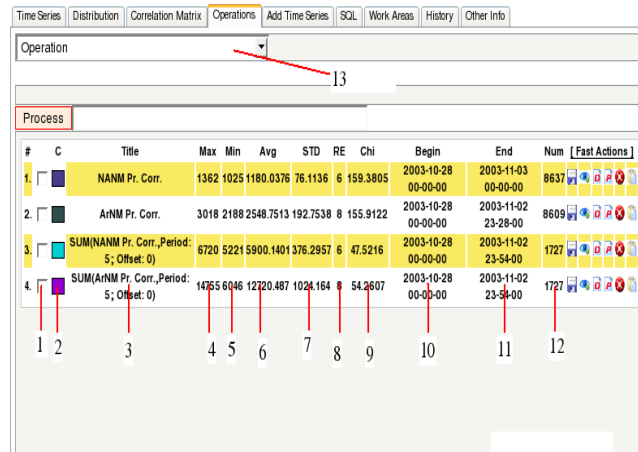 Time Series Distribution Correlation Matrix Operations Add Time Series SQL Work Areas History Other Info
Operation
13
Process
# C Title Max Min Avg STD RE Chi Begin End Num [ Fast Actions ]
1. NANM Pr. Corr. 1362 1025 1180.0376 76.1136 6 159.3805 2003-10-28 00-00-00 2003-11-03 00-00-00 8637
2. ArNM Pr. Corr. 3018 2188 2548.7513 192.7538 8 155.9122 2003-10-28 00-00-00 2003-11-02 23-28-00 8609
3. SUM(NANM Pr. Corr.,Period: 5; Offset: 0) 6720 5221 5900.1401 376.2957 6 47.5216 2003-10-28 00-00-00 2003-11-02 23-54-00 1727
4. SUM(ArNM Pr. Corr.,Period: 5; Offset: 0) 14755 6046 12720.487 1024.164 8 54.2607 2003-10-28 00-00-00 2003-11-02 23-54-00 1727
1 2 3 4 5 6 7 8 9 10 11 12